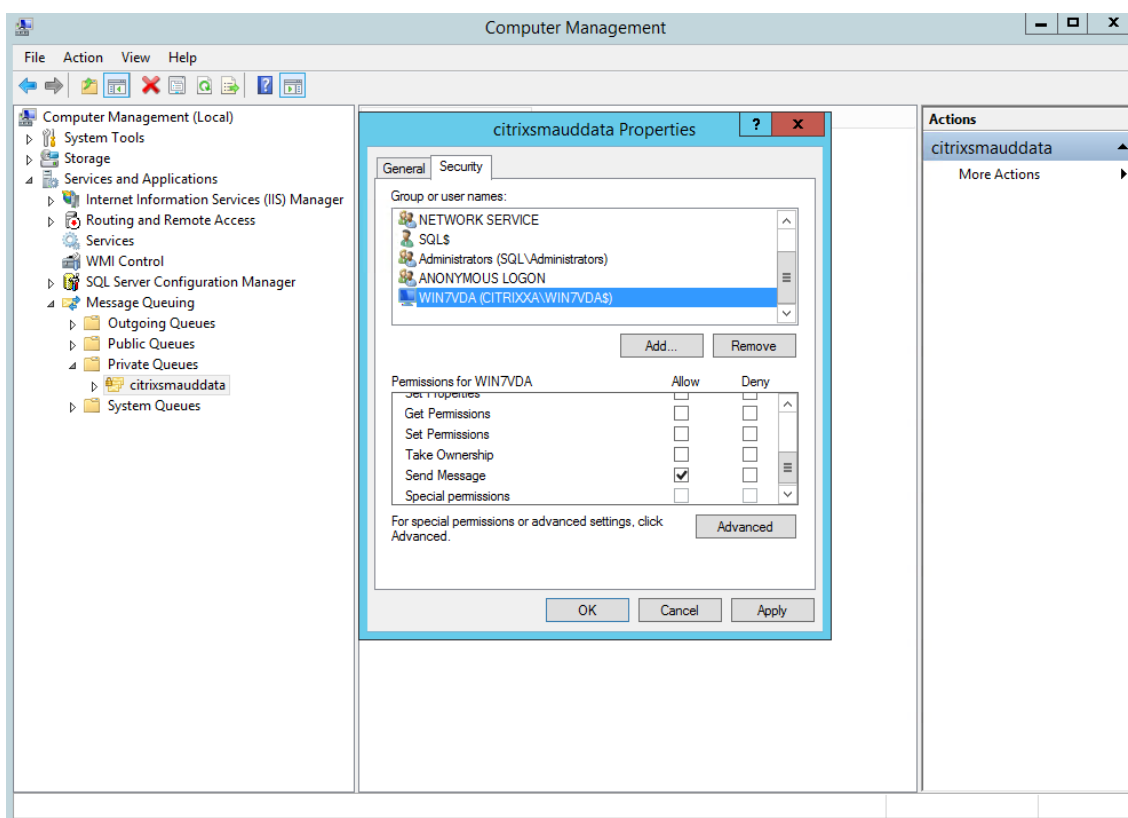 Computer Management
File Action View Help
Computer Management (Local)
System Tools
Storage
Services and Applications
Internet Information Services (IIS) Manager
Routing and Remote Access
Services
WMI Control
SQL Server Configuration Manager
Message Queuing
Outgoing Queues
Public Queues
Private Queues
citrixsmauddata
System Queues
citrixsmauddata Properties
? x
General Security
Group or user names:
NETWORK SERVICE
SQL$
Administrators (SQL\Administrators)
ANONYMOUS LOGON
WIN7VDA (CITRIXXA\WIN7VDA$)
Add... Remove
Permissions for WIN7VDA Allow Deny
Set Properties
Get Permissions
Set Permissions
Take Ownership
Send Message
Special permissions
For special permissions or advanced settings, click
Advanced.
Advanced
OK Cancel Apply
Actions
citrixsmauddata
More Actions